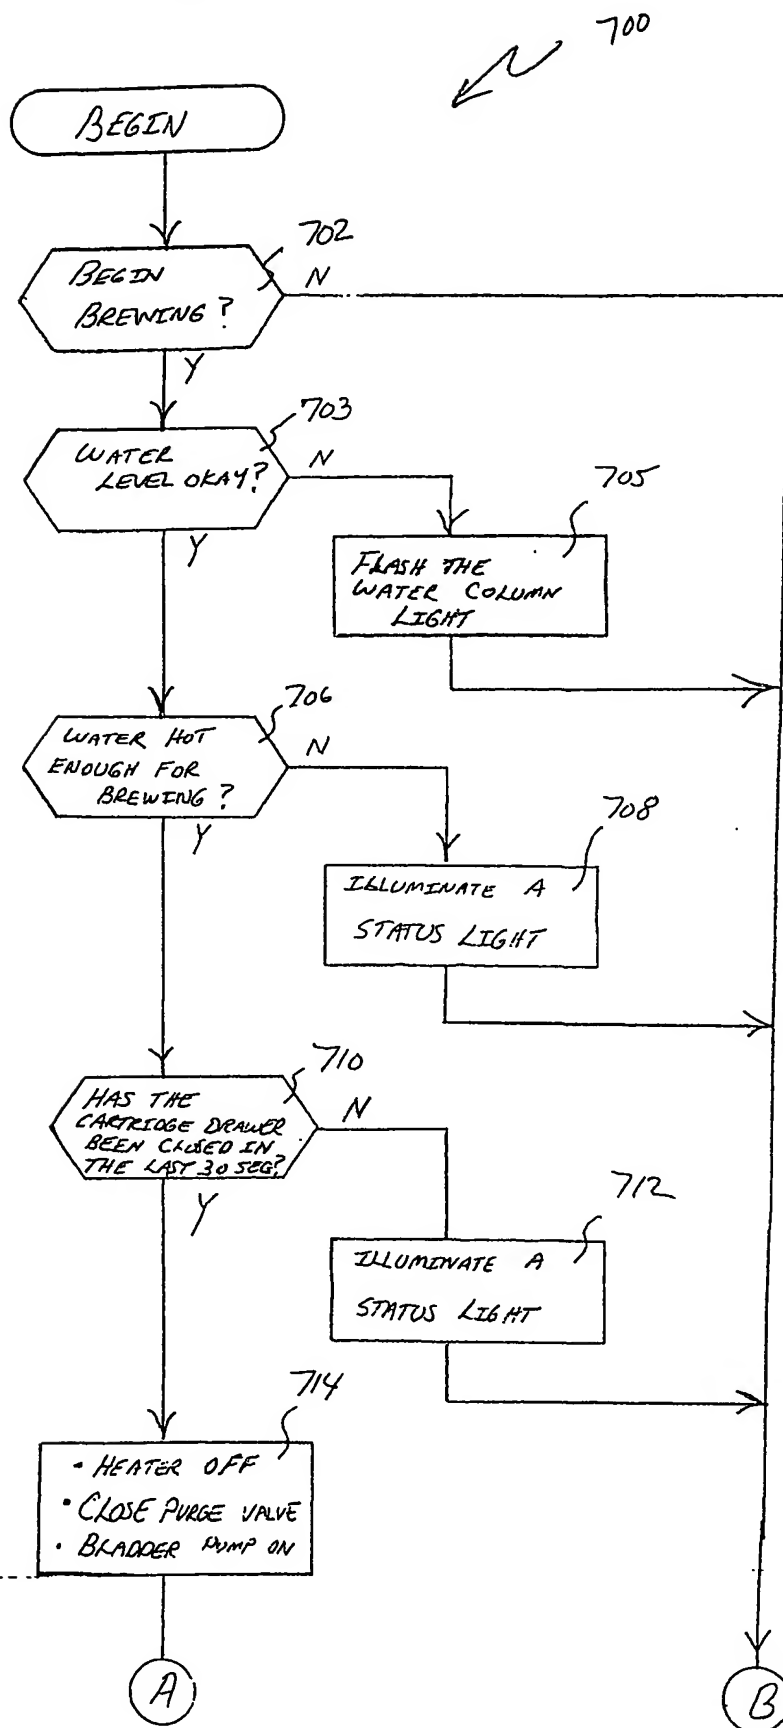 700
BEGIN
702
BEGIN
BREWING?
N
Y
703
WATER
LEVEL OKAY?
N
Y
705
FLASH THE
WATER COLUMN
LIGHT
706
WATER HOT
ENOUGH FOR
BREWING?
N
Y
708
ILLUMINATE A
STATUS LIGHT
710
HAS THE
CARTRIDGE DRAWER
BEEN CLOSED IN
THE LAST 30 SEC?
N
Y
712
ILLUMINATE A
STATUS LIGHT
714
• HEATER OFF
• CLOSE PURGE VALVE
• BLADDER PUMP ON
A
B